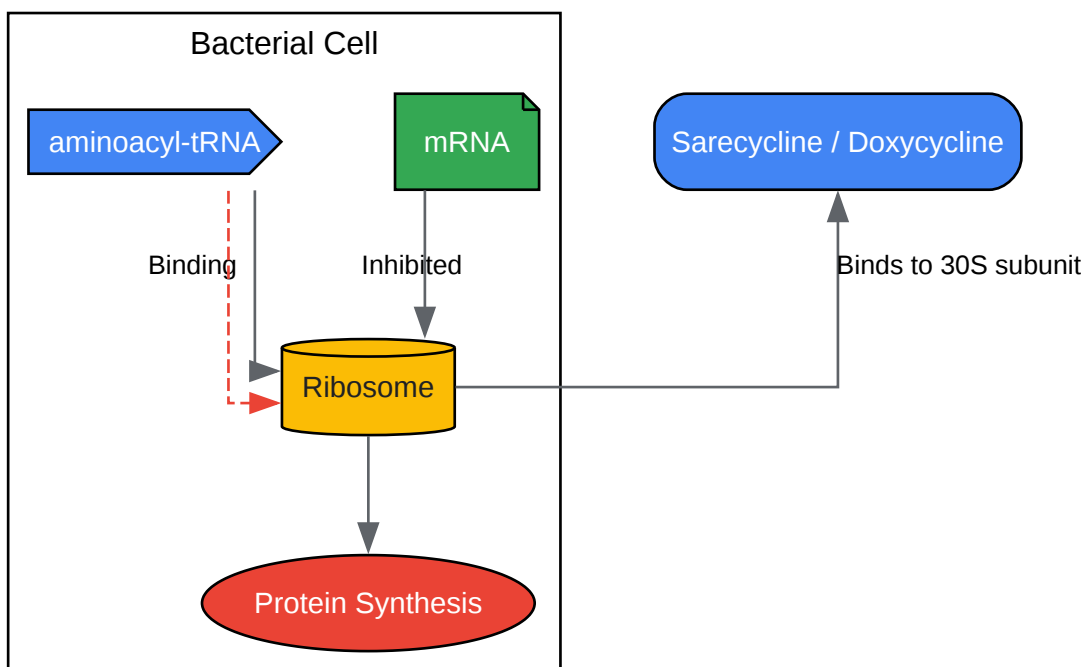 Bacterial Cell
aminoacyl-tRNA
mRNA
Sarecycline / Doxycycline
Binding
Inhibited
Binds to 30S subunit
Ribosome
Protein Synthesis